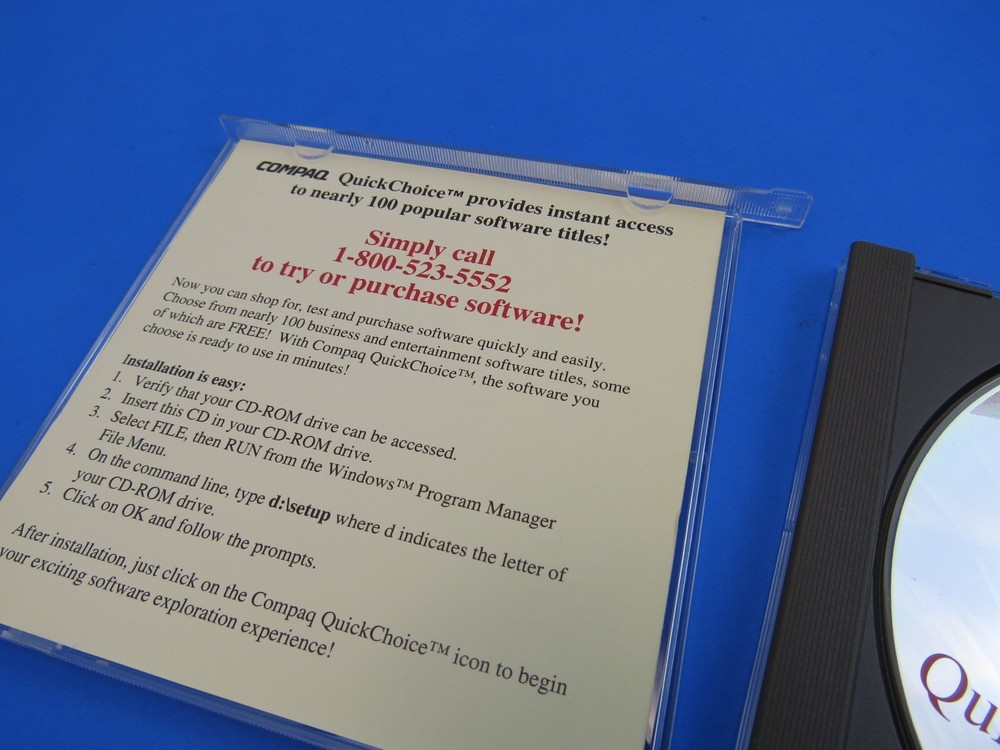 COMPAQ QuickChoice™ provides instant access
to nearly 100 popular software titles!
Simply call
1-800-523-5552
to try or purchase software!
Now you can shop for, test and purchase software quickly and easily.
Choose from nearly 100 business and entertainment software titles, some
of which are FREE! With Compaq QuickChoice™, the software you
choose is ready to use in minutes!
Installation is easy:
1. Verify that your CD-ROM drive can be accessed.
2. Insert this CD in your CD-ROM drive.
3. Select FILE, then RUN from the Windows™ Program Manager
File Menu.
4. On the command line, type d:\setup where d indicates the letter of
your CD-ROM drive.
5. Click on OK and follow the prompts.
After installation, just click on the Compaq QuickChoice™ icon to begin
your exciting software exploration experience!